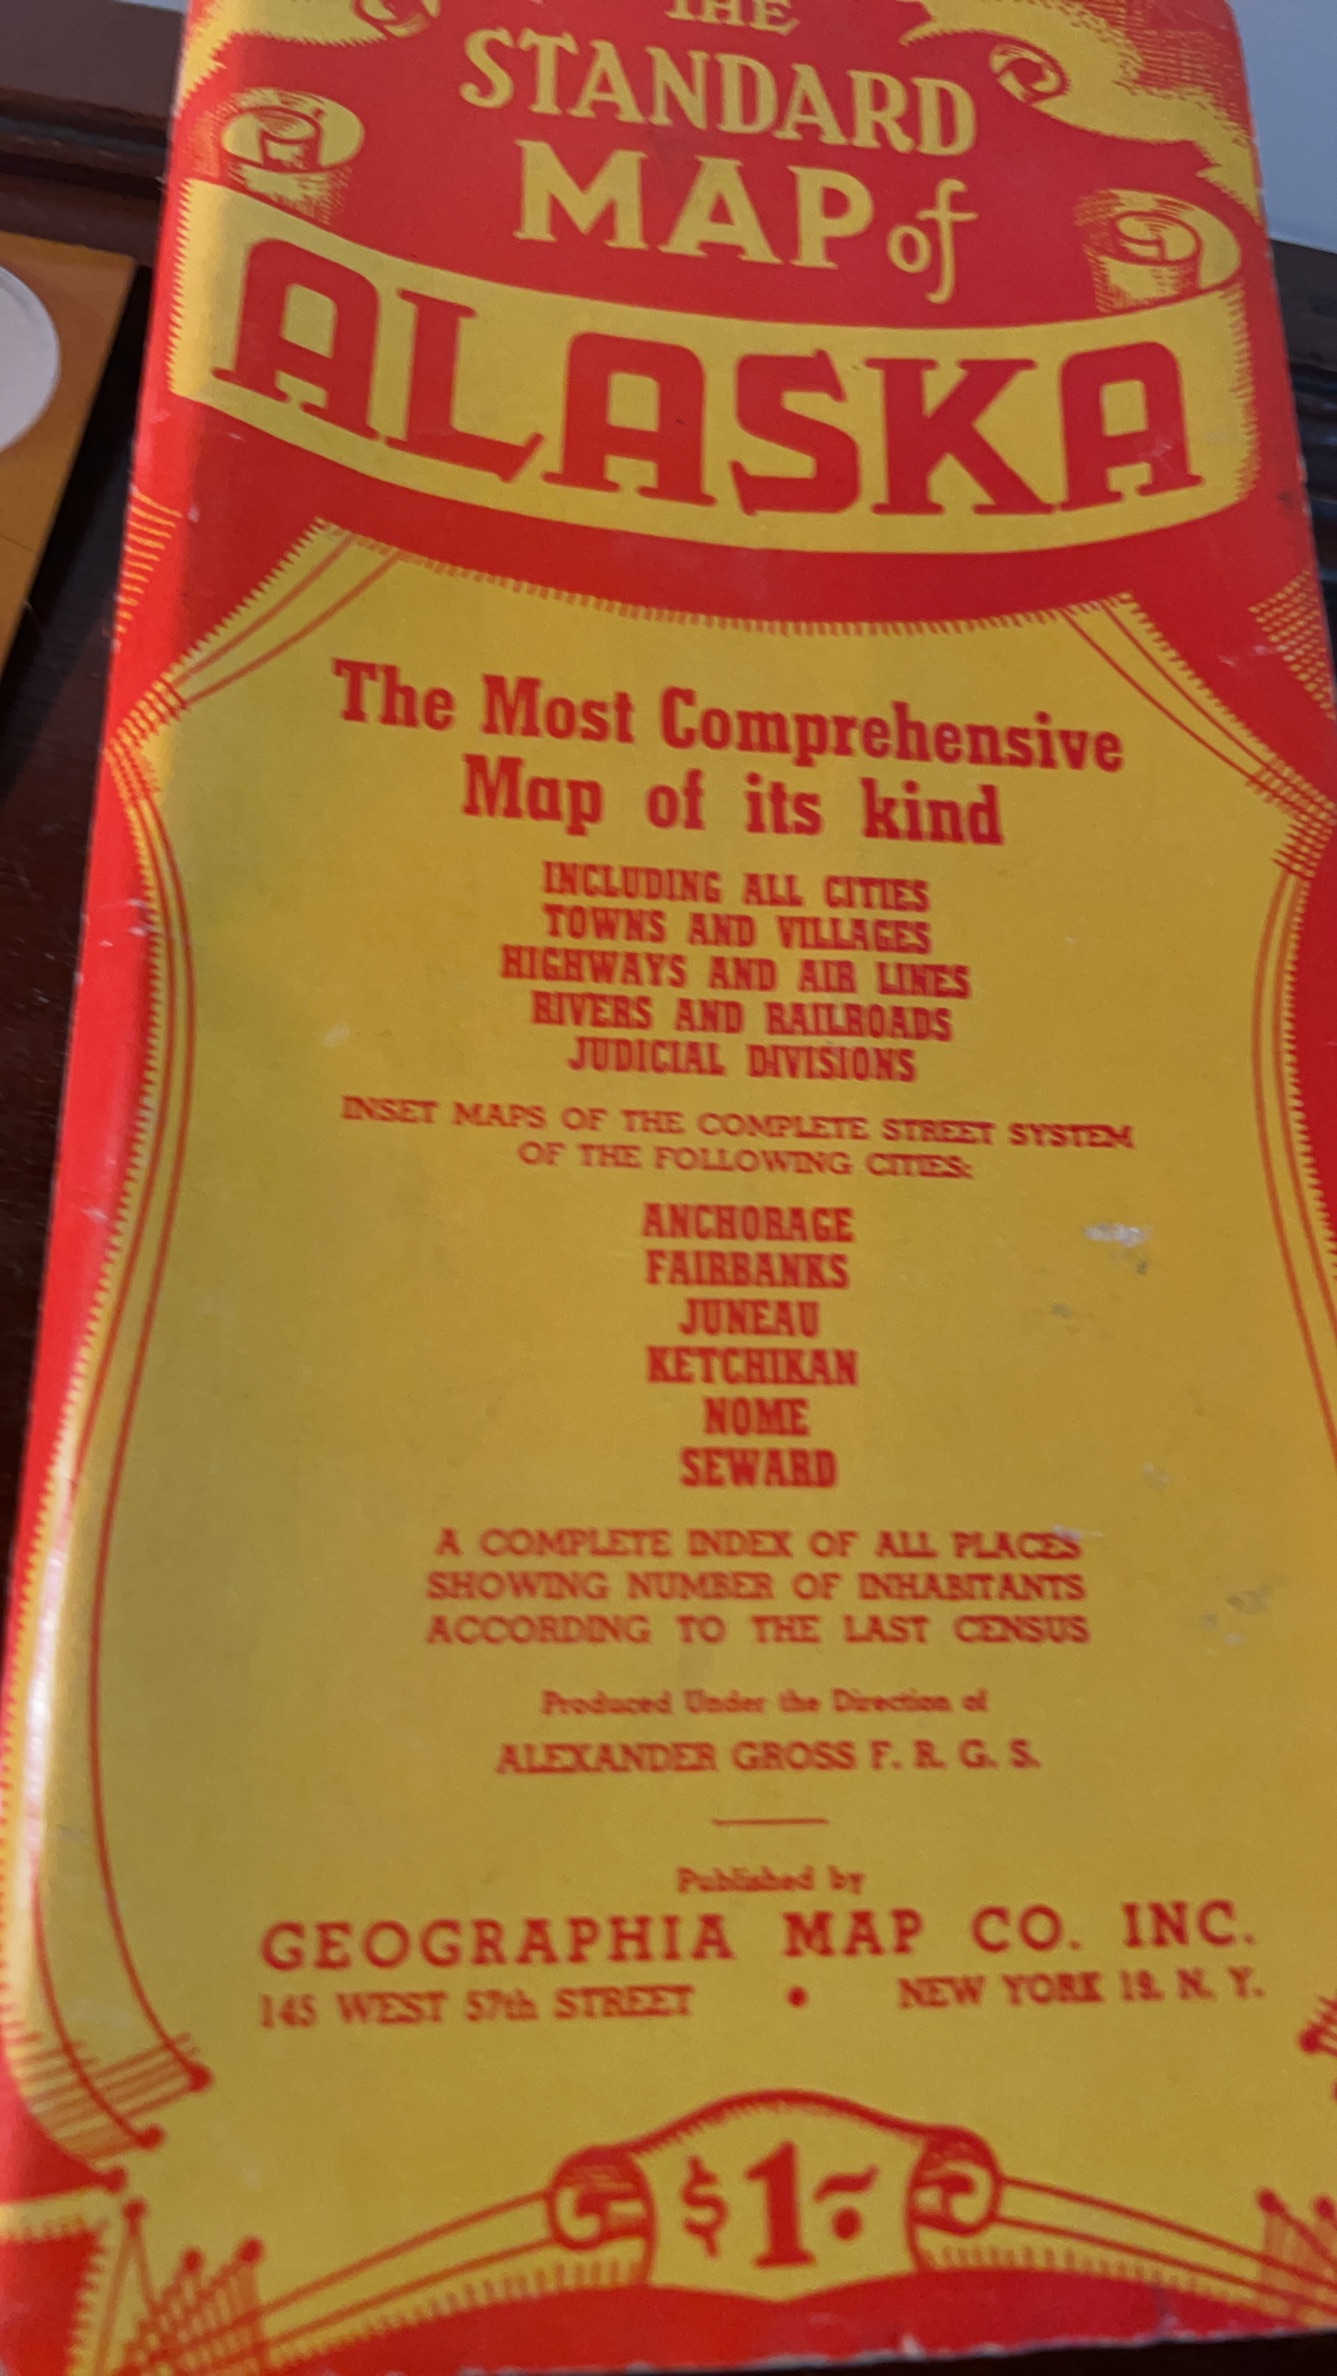 THE
STANDARD
MAP of
ALASKA
The Most Comprehensive
Map of its kind
INCLUDING ALL CITIES
TOWNS AND VILLAGES
HIGHWAYS AND AIR LINES
RIVERS AND RAILROADS
JUDICIAL DIVISIONS
INSET MAPS OF THE COMPLETE STREET SYSTEM
OF THE FOLLOWING CITIES:
ANCHORAGE
FAIRBANKS
JUNEAU
KETCHIKAN
NOME
SEWARD
A COMPLETE INDEX OF ALL PLACES
SHOWING NUMBER OF INHABITANTS
ACCORDING TO THE LAST CENSUS
Produced Under the Direction of
ALEXANDER GROSS F. R. G. S.
Published by
GEOGRAPHIA MAP CO. INC.
145 WEST 57th STREET • NEW YORK 19, N. Y.
$1.-